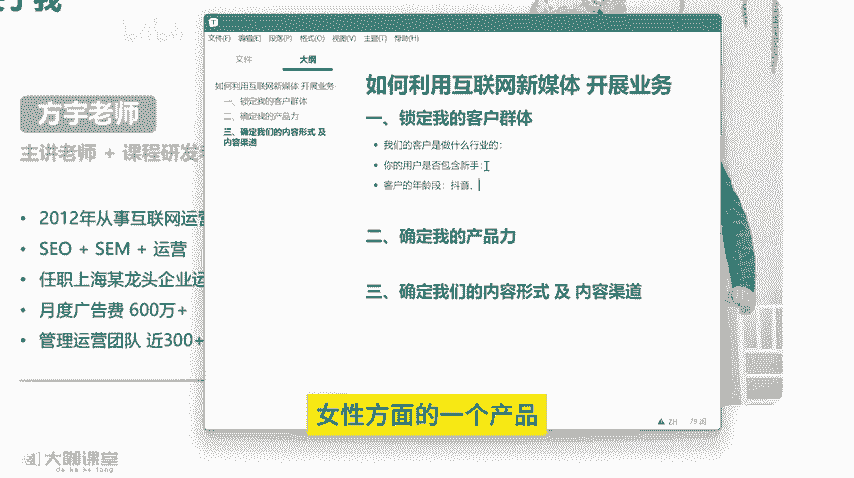 方宇老师
主讲老师 + 课程研发
2012年从事互联网运营
SEO + SEM + 运营
任职上海某龙头企业运
月度广告费 600万+
管理运营团队 近300+
大咖课堂
da ka ke tang
文件(F) 编辑(E) 段落(P) 格式(O) 视图(V) 主题(T) 帮助(H)
文件 大纲
如何利用互联网新媒体 开展业务
一、锁定我的客户群体
二、确定我的产品力
三、确定我们的内容形式 及
内容渠道
如何利用互联网新媒体 开展业务
一、锁定我的客户群体
• 我们的客户是做什么行业的:
• 你的用户是否包含新手:
• 客户的年龄段: 抖音、
二、确定我的产品力
三、确定我们的内容形式 及 内容渠道
ZH
女性方面的一个产品